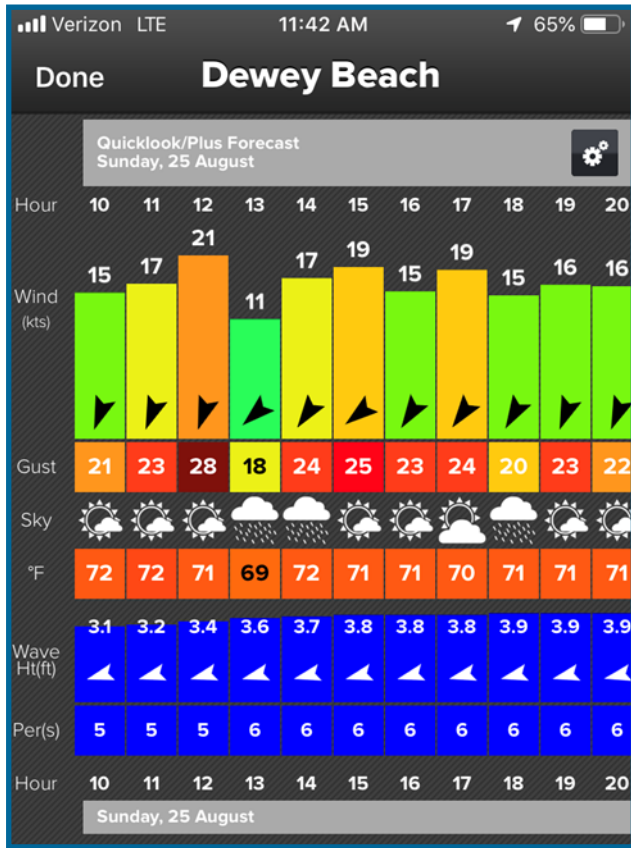 Verizon LTE 11:42 AM 65%
Done Dewey Beach
Quicklook/Plus Forecast
Sunday, 25 August
Hour 10 11 12 13 14 15 16 17 18 19 20
Wind (kts) 15 17 21 11 17 19 15 19 15 16 16
Gust 21 23 28 18 24 25 23 24 20 23 22
Sky
°F 72 72 71 69 72 71 71 70 71 71 71
Wave Ht(ft) 3.1 3.2 3.4 3.6 3.7 3.8 3.8 3.8 3.9 3.9 3.9
Per(s) 5 5 5 6 6 6 6 6 6 6 6
Hour 10 11 12 13 14 15 16 17 18 19 20
Sunday, 25 August